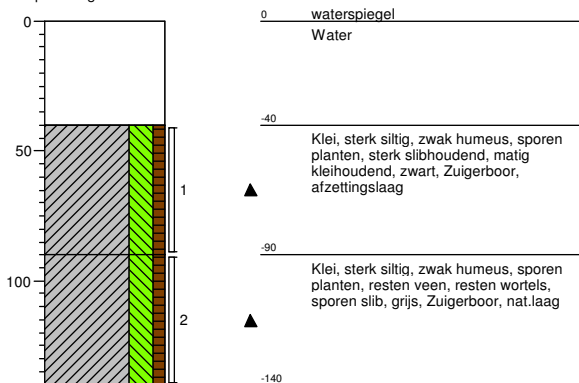 0
0
waterspiegel
Water
-40
Klei, sterk siltig, zwak humeus, sporen
planten, sterk slibhoudend, matig
kleihoudend, zwart, Zuigerboor,
afzettingslaag
50
1
-90
Klei, sterk siltig, zwak humeus, sporen
planten, resten veen, resten wortels,
sporen slib, grijs, Zuigerboor, nat.laag
100
2
-140